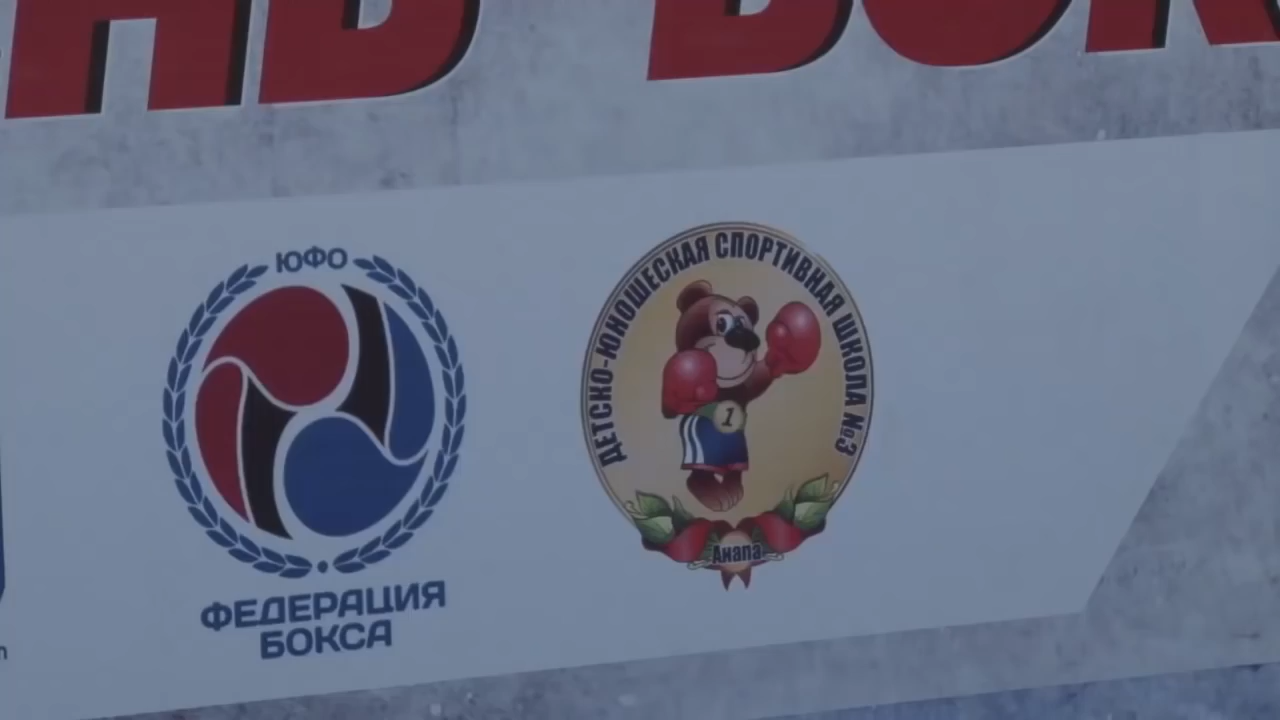 ЮФО
ФЕДЕРАЦИЯ
БОКСА
ДЕТСКО-ЮНОШЕСКАЯ СПОРТИВНАЯ ШКОЛА №3
1
Анапа